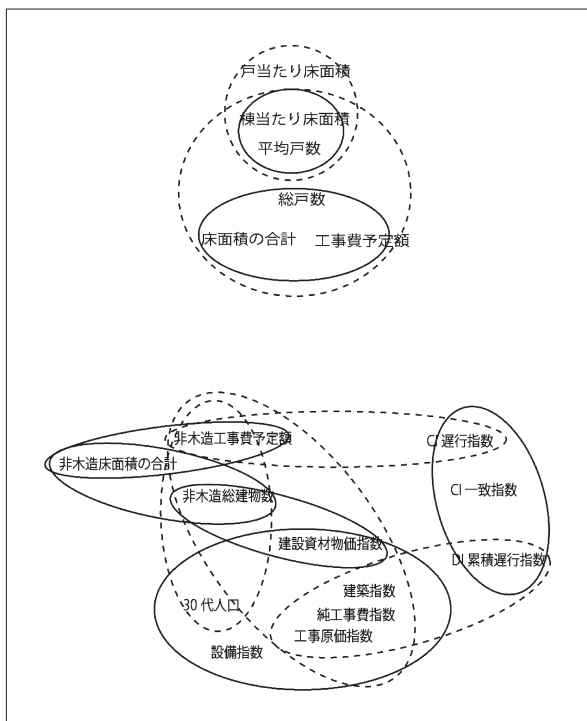 戸当たり床面積
棟当たり床面積
平均戸数
総戸数
床面積の合計　工事費予定額
非木造工事費予定額
CI 遅行指数
非木造床面積の合計
CI 一致指数
非木造総建物数
建設資材物価指数
DI 累積遅行指数
建築指数
30 代人口
純工事費指数
工事原価指数
設備指数